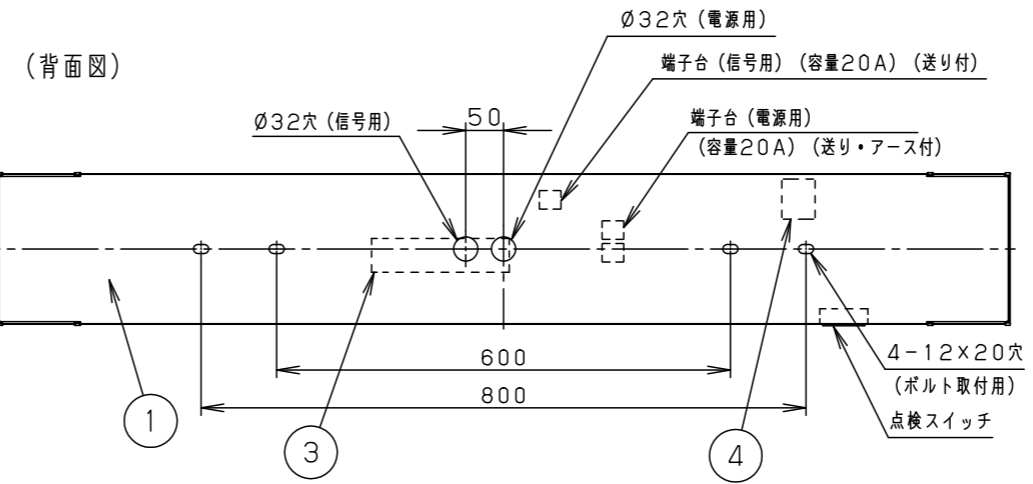 (背面図)
Ø32穴 (電源用)
端子台 (信号用) (容量20A) (送り付)
Ø32穴 (信号用)
50
端子台 (電源用)
(容量20A) (送り・アース付)
600
4-12×20穴
(ボルト取付用)
800
点検スイッチ
1
3
4